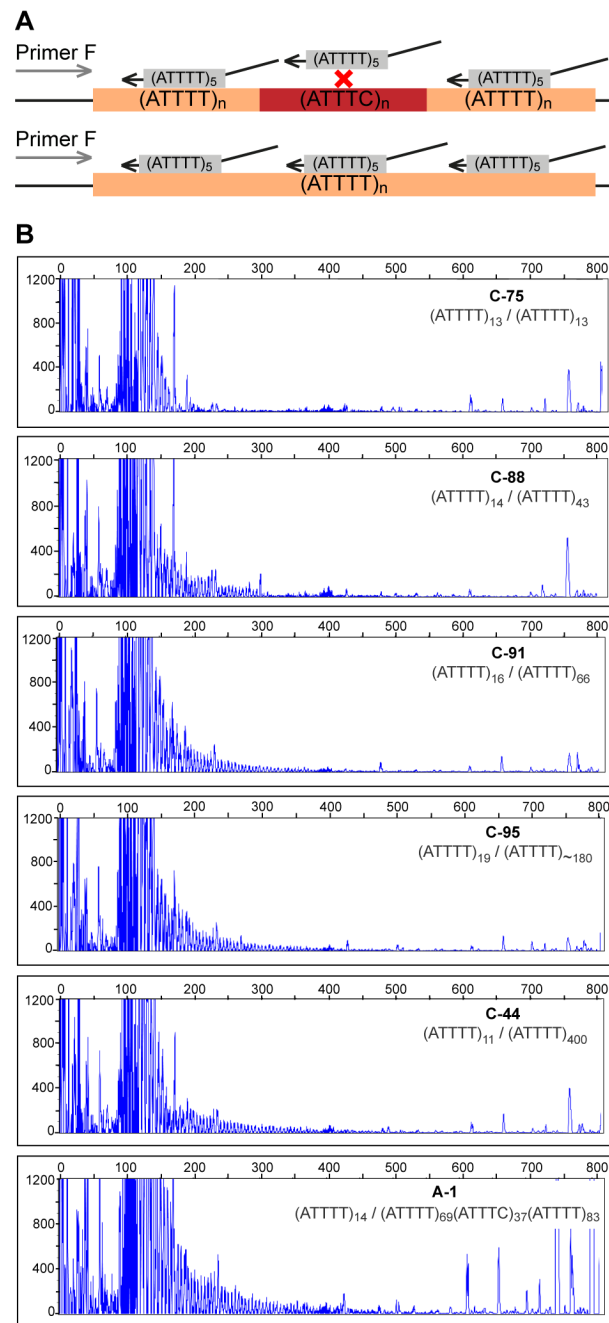 A
Primer F
(ATTTT)5
(ATTTT)5
(ATTTT)5
(ATTTT)n
(ATTTC)n
(ATTTT)n
Primer F
(ATTTT)5
(ATTTT)5
(ATTTT)5
(ATTTT)n
B
0 100 200 300 400 500 600 700 800
1200
800
400
0
C-75
(ATTTT)13 / (ATTTT)13
0 100 200 300 400 500 600 700 800
1200
800
400
0
C-88
(ATTTT)14 / (ATTTT)43
0 100 200 300 400 500 600 700 800
1200
800
400
0
C-91
(ATTTT)16 / (ATTTT)66
0 100 200 300 400 500 600 700 800
1200
800
400
0
C-95
(ATTTT)19 / (ATTTT)~180
0 100 200 300 400 500 600 700 800
1200
800
400
0
C-44
(ATTTT)11 / (ATTTT)400
0 100 200 300 400 500 600 700 800
1200
800
400
0
A-1
(ATTTT)14 / (ATTTT)69(ATTTC)37(ATTTT)83